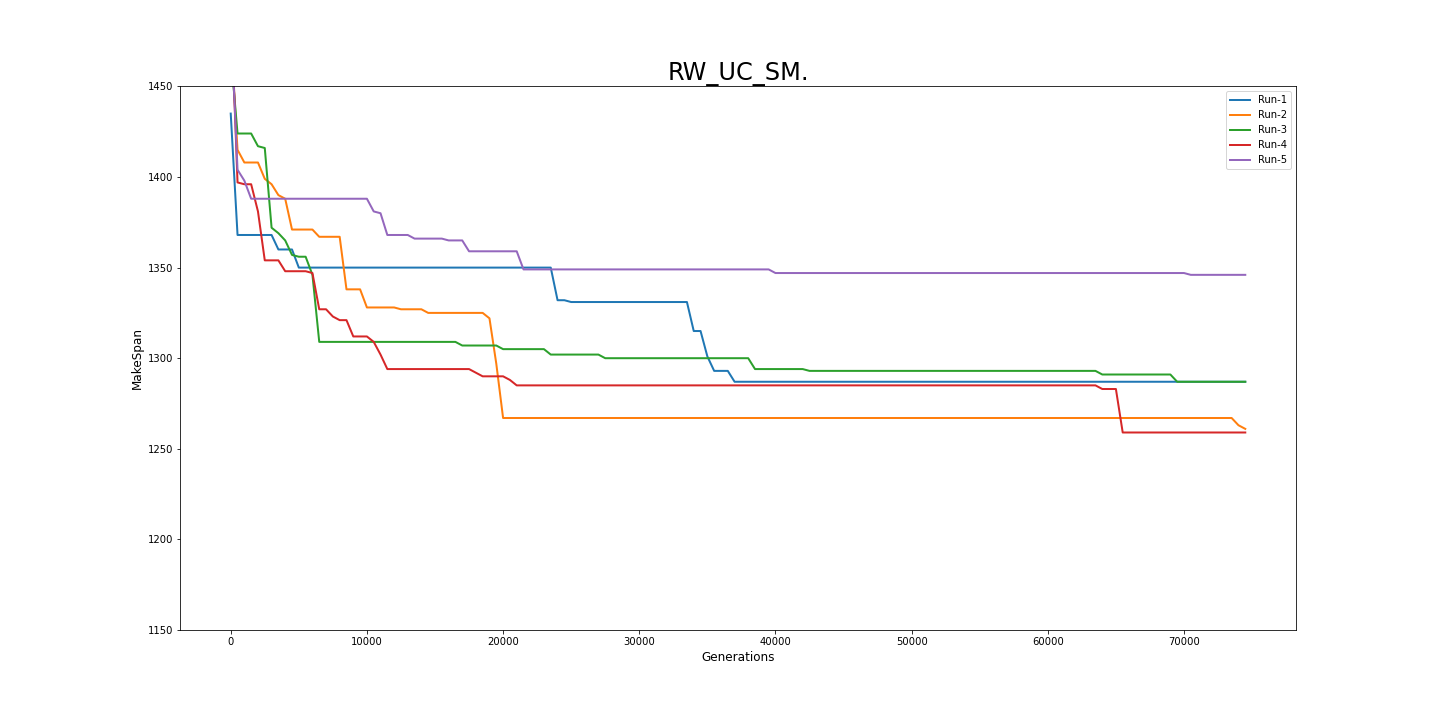 RW_UC_SM.
1450
1400
1350
1300
1250
1200
1150
MakeSpan
0 10000 20000 30000 40000 50000 60000 70000
Generations
Run-1
Run-2
Run-3
Run-4
Run-5